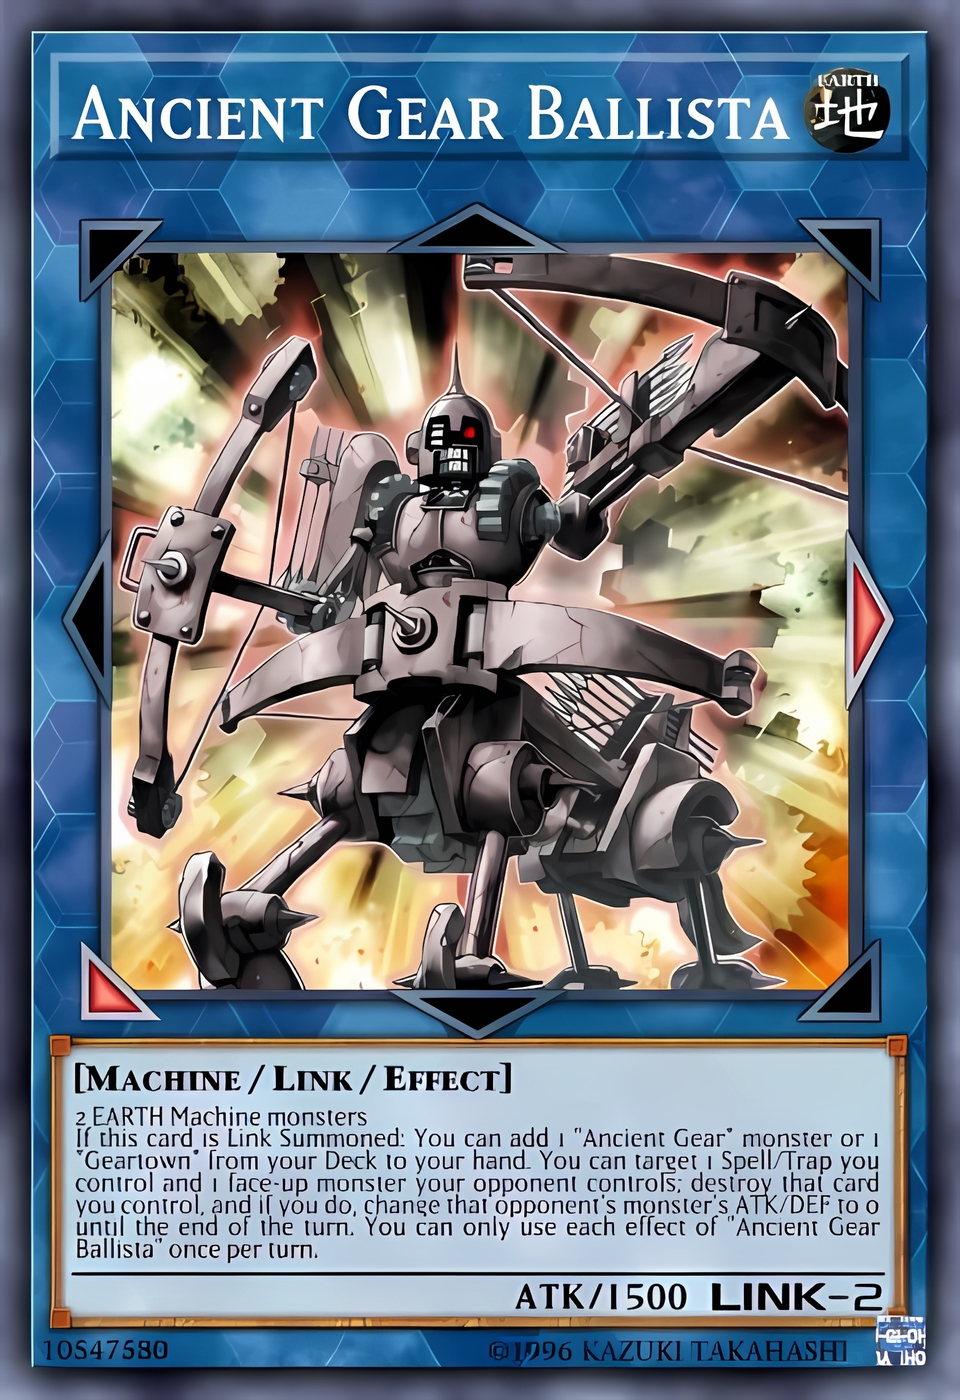 ANCIENT GEAR BALLISTA
EARTH
地
[MACHINE / LINK / EFFECT]
2 EARTH Machine monsters
If this card is Link Summoned: You can add 1 "Ancient Gear" monster or 1
"Geartown" from your Deck to your hand. You can target 1 Spell/Trap you
control and 1 face-up monster your opponent controls; destroy that card
you control, and if you do, change that opponent's monster's ATK/DEF to 0
until the end of the turn. You can only use each effect of "Ancient Gear
Ballista" once per turn.
ATK/1500 LINK-2
10547580 ©1996 KAZUKI TAKAHASHI